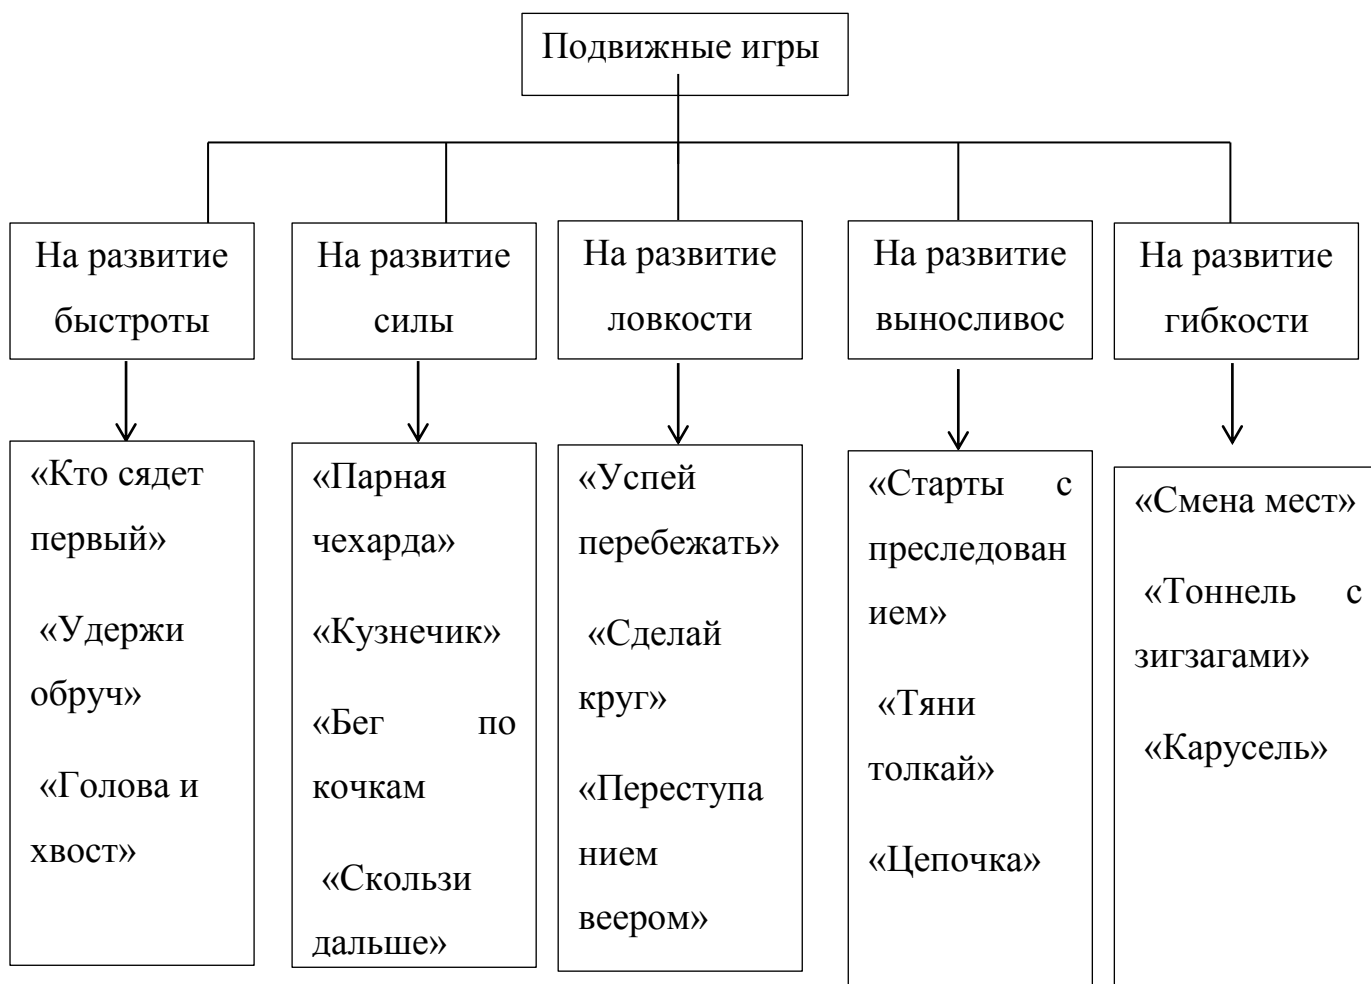 Подвижные игры
На развитие
быстроты
На развитие
силы
На развитие
ловкости
На развитие
выносливос
На развитие
гибкости
«Кто сядет
первый»
«Удержи
обруч»
«Голова и
хвост»
«Парная
чехарда»
«Кузнечик»
«Бег по
кочкам
«Скользи
дальше»
«Успей
перебежать»
«Сделай
круг»
«Переступа
нием
веером»
«Старты с
преследован
ием»
«Тяни
толкай»
«Цепочка»
«Смена мест»
«Тоннель с
зигзагами»
«Карусель»